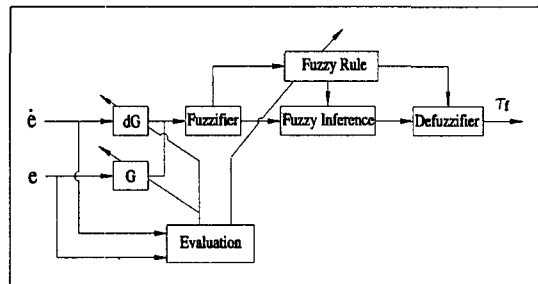 Fuzzy Rule
τf
ė
dG
Fuzzifier
Fuzzy Inference
Defuzzifier
e
G
Evaluation